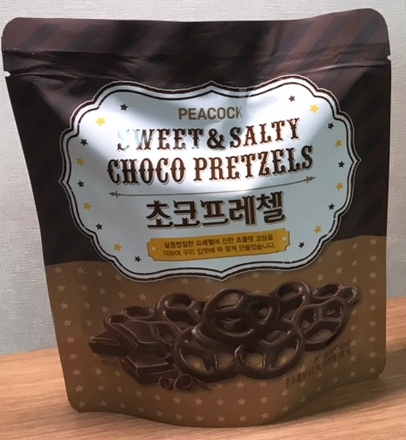 PEACOCK
SWEET & SALTY
CHOCO PRETZELS
초코프레첼
달콤짭짤한 프레첼에 진한 초콜렛 코팅을
더하여 우리 입맛에 딱 맞게 만들었습니다.